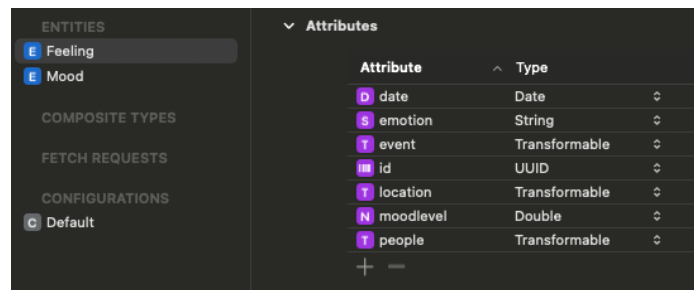 ENTITIES
E Feeling
E Mood
COMPOSITE TYPES
FETCH REQUESTS
CONFIGURATIONS
C Default
Attributes
Attribute Type
D date Date
S emotion String
T event Transformable
id UUID
T location Transformable
N moodlevel Double
T people Transformable
+ −